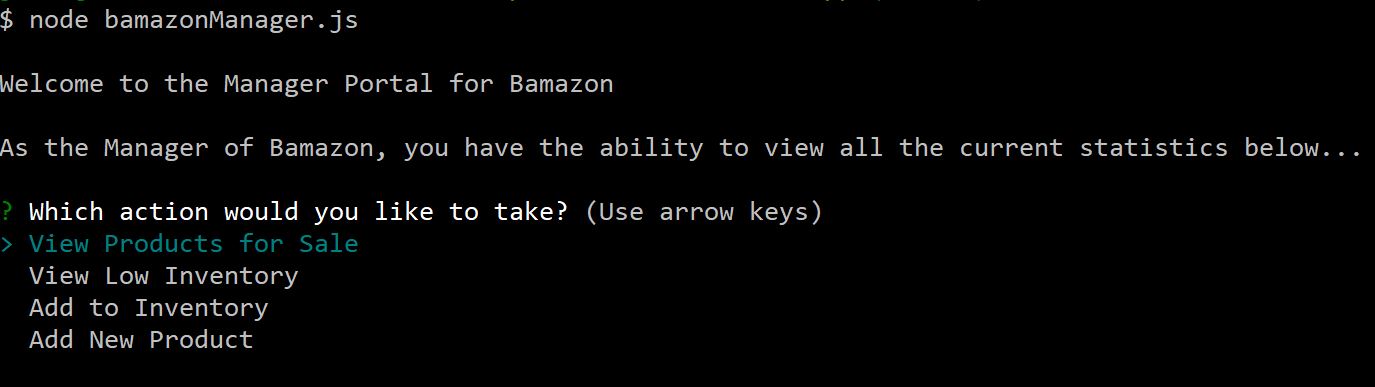 $ node bamazonManager.js
Welcome to the Manager Portal for Bamazon
As the Manager of Bamazon, you have the ability to view all the current statistics below...
? Which action would you like to take? (Use arrow keys)
> View Products for Sale
View Low Inventory
Add to Inventory
Add New Product